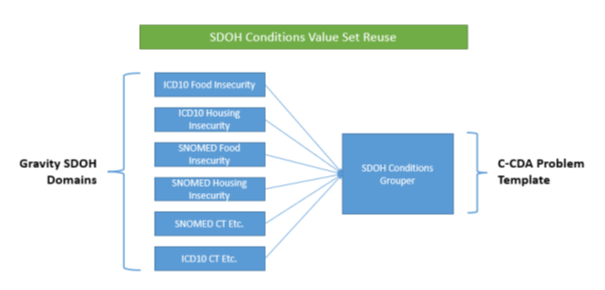 SDOH Conditions Value Set Reuse
Gravity SDOH
Domains
ICD10 Food Insecurity
ICD10 Housing
Insecurity
SNOMED Food
Insecurity
SNOMED Housing
Insecurity
SNOMED CT Etc.
ICD10 CT Etc.
SDOH Conditions
Grouper
C-CDA Problem
Template